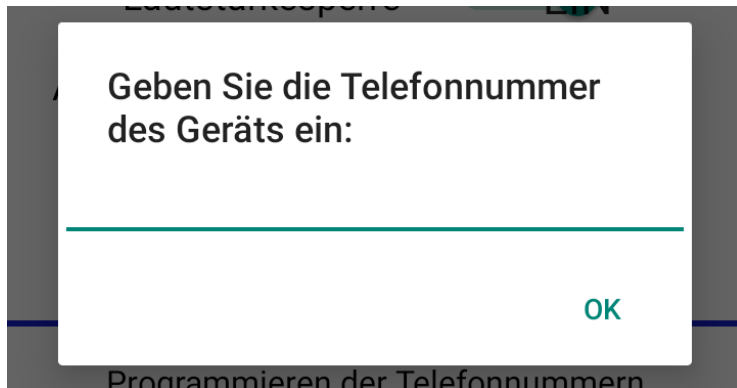 Geben Sie die Telefonnummer
des Geräts ein:
OK
Programmieren der Telefonnummern